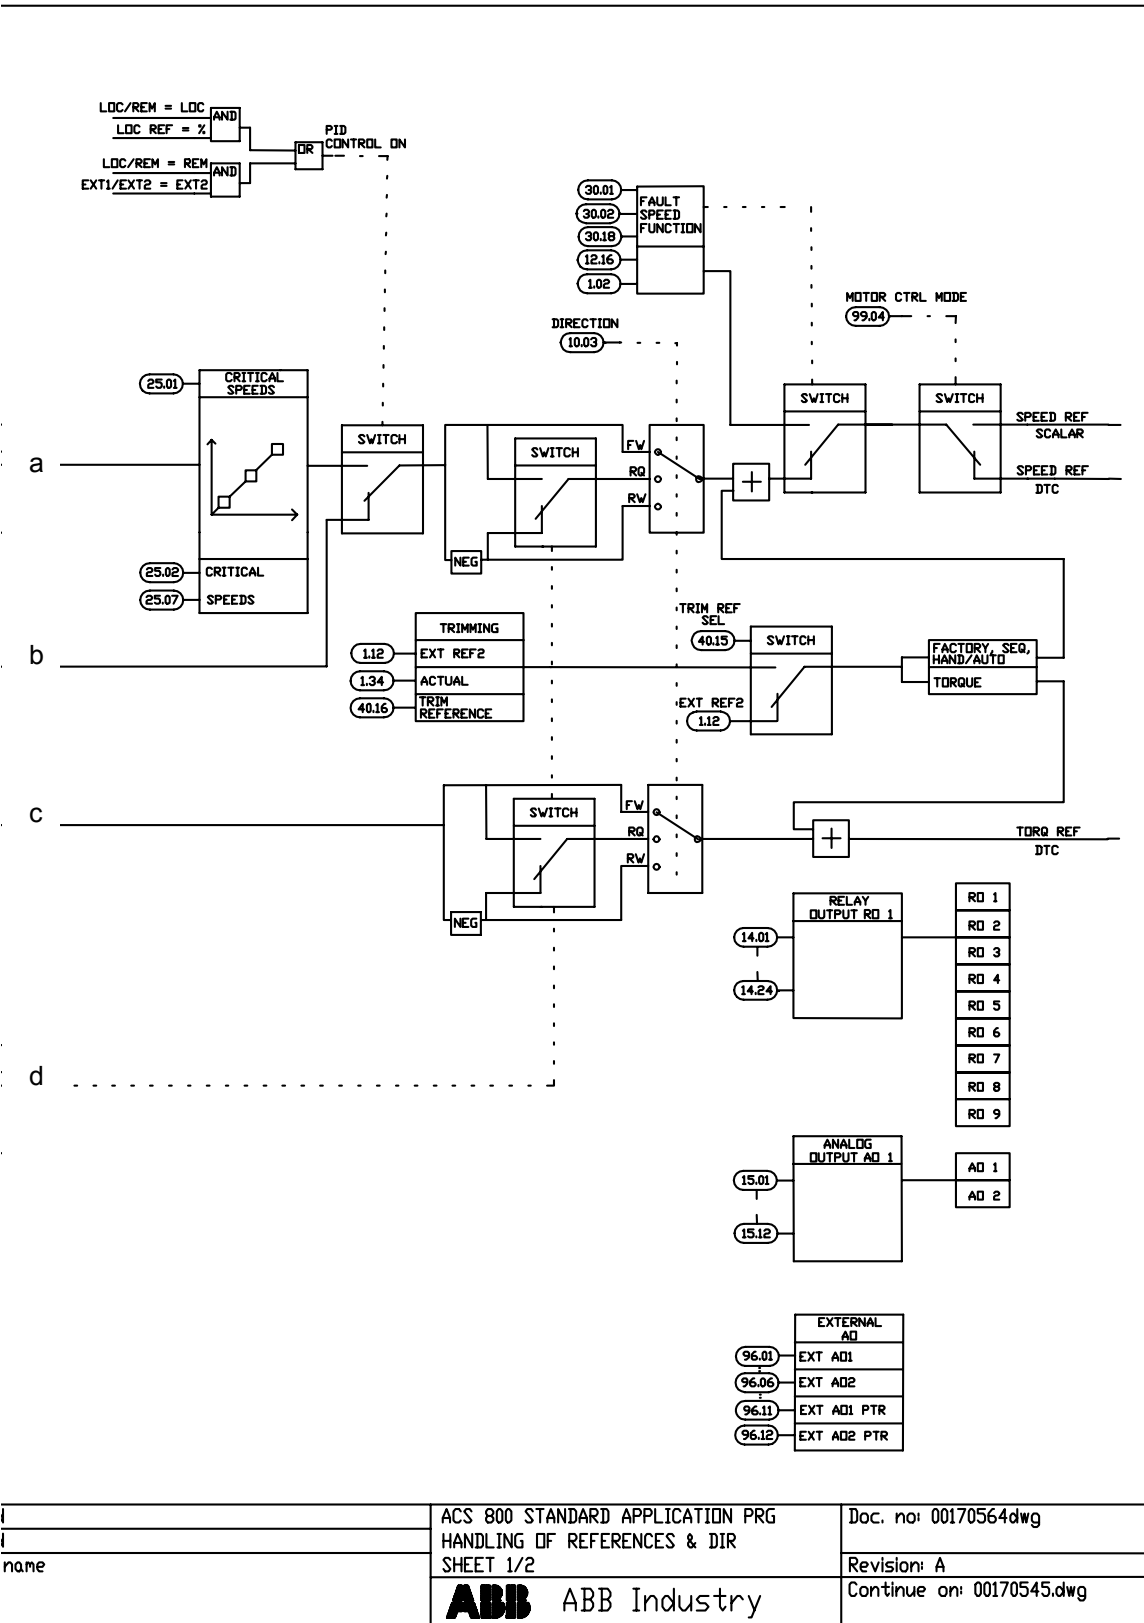 LOC/REM = LOC
LOC REF = %
AND
LOC/REM = REM
EXT1/EXT2 = EXT2
AND
OR
PID
CONTROL ON
30.01
30.02
30.18
12.16
1.02
FAULT
SPEED
FUNCTION
MOTOR CTRL MODE
99.04
DIRECTION
10.03
25.01
CRITICAL
SPEEDS
a
SWITCH
SWITCH
FW
RQ
RW
NEG
SWITCH
SWITCH
SPEED REF
SCALAR
SPEED REF
DTC
25.02
CRITICAL
25.07
SPEEDS
b
TRIMMING
1.12
EXT REF2
1.34
ACTUAL
40.16
TRIM
REFERENCE
TRIM REF
SEL
40.15
SWITCH
EXT REF2
1.12
FACTORY, SEQ,
HAND/AUTO
TORQUE
c
SWITCH
FW
RQ
RW
NEG
TORQ REF
DTC
RELAY
OUTPUT RO 1
14.01
14.24
RO 1
RO 2
RO 3
RO 4
RO 5
RO 6
RO 7
RO 8
RO 9
d
ANALOG
OUTPUT AO 1
15.01
15.12
AO 1
AO 2
EXTERNAL
AO
96.01
EXT AO1
96.06
EXT AO2
96.11
EXT AO1 PTR
96.12
EXT AO2 PTR
name
ACS 800 STANDARD APPLICATION PRG
HANDLING OF REFERENCES & DIR
SHEET 1/2
ABB ABB Industry
Doc. no: 00170564dwg
Revision: A
Continue on: 00170545.dwg